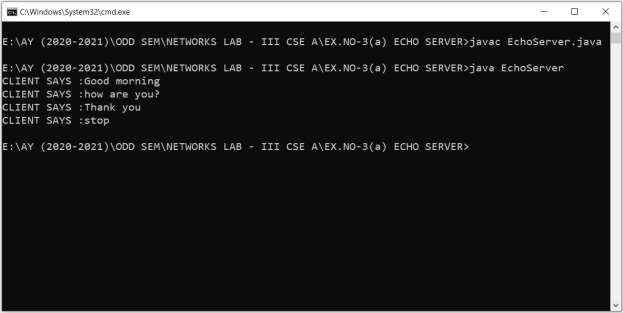 C:\Windows\System32\cmd.exe
E:\AY (2020-2021)\ODD SEM\NETWORKS LAB - III CSE A\EX.NO-3(a) ECHO SERVER>javac EchoServer.java
E:\AY (2020-2021)\ODD SEM\NETWORKS LAB - III CSE A\EX.NO-3(a) ECHO SERVER>java EchoServer
CLIENT SAYS :Good morning
CLIENT SAYS :how are you?
CLIENT SAYS :Thank you
CLIENT SAYS :stop
E:\AY (2020-2021)\ODD SEM\NETWORKS LAB - III CSE A\EX.NO-3(a) ECHO SERVER>